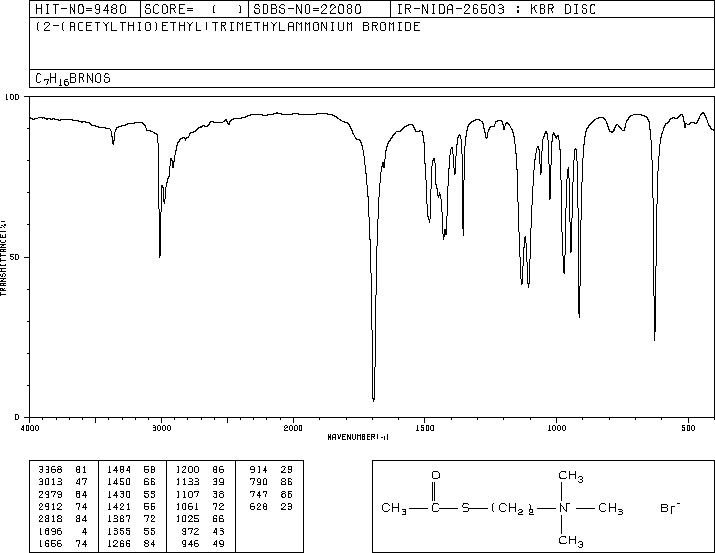 HIT-NO=9480 SCORE= ( ) SDBS-NO=22080 IR-NIDA-26503 : KBR DISC
(2-(ACETYLTHIO)ETHYL)TRIMETHYLAMMONIUM BROMIDE
C7H16BRNOS
100
TRANSMITTANCE(%)
50
0
4000 3000 2000 1500 1000 500
WAVENUMBER(-1)
3368 81 1484 58 1200 86 914 29
3013 47 1450 66 1133 39 790 86
2979 64 1430 55 1107 38 747 86
2912 74 1421 55 1061 72 628 23
2818 84 1387 72 1025 66
1696 4 1355 55 972 43
1656 74 1266 84 946 49
O
CH3
CH3 C S (CH2)2 N+ CH3 Br-
CH3